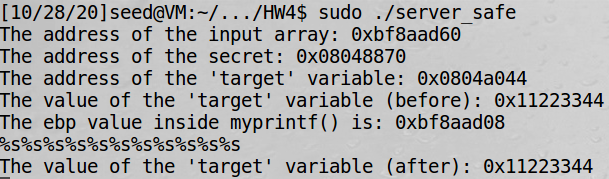 [10/28/20]seed@VM:~/.../HW4$ sudo ./server_safe
The address of the input array: 0xbf8aad60
The address of the secret: 0x08048870
The address of the 'target' variable: 0x0804a044
The value of the 'target' variable (before): 0x11223344
The ebp value inside myprintf() is: 0xbf8aad08
%s%s%s%s%s%s%s%s%s%s%s
The value of the 'target' variable (after): 0x11223344